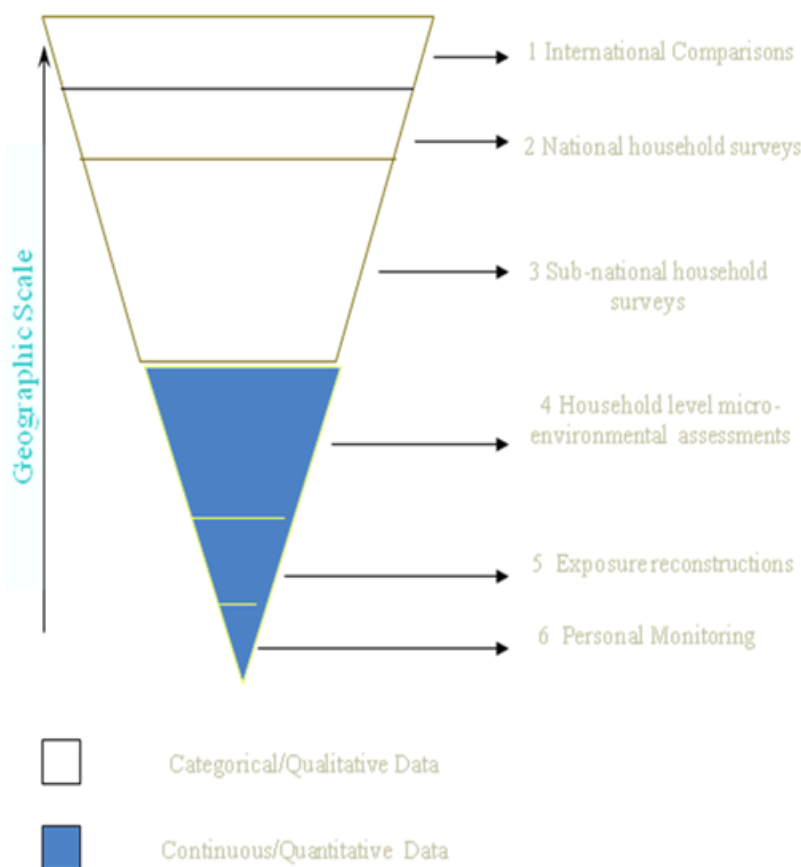 1 International Comparisons
2 National household surveys
3 Sub-national household
surveys
Geographic Scale
4 Household level micro-
environmental assessments
5 Exposure reconstructions
6 Personal Monitoring
Categorical/Qualitative Data
Continuous/Quantitative Data